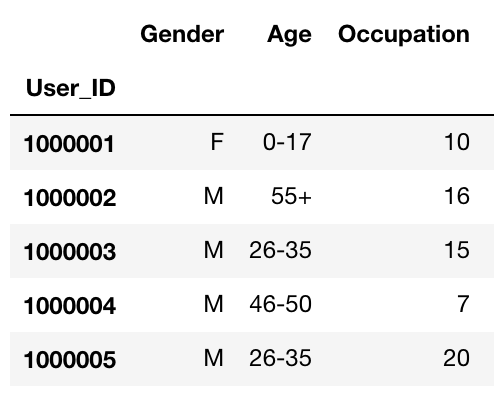 Gender Age Occupation
User_ID
1000001 F 0-17 10
1000002 M 55+ 16
1000003 M 26-35 15
1000004 M 46-50 7
1000005 M 26-35 20